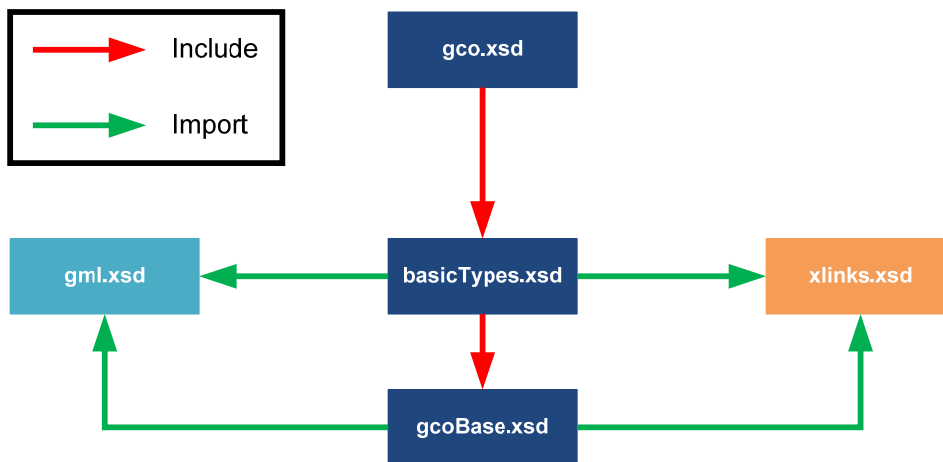 Include
Import
gco.xsd
gml.xsd
basicTypes.xsd
xlinks.xsd
gcoBase.xsd